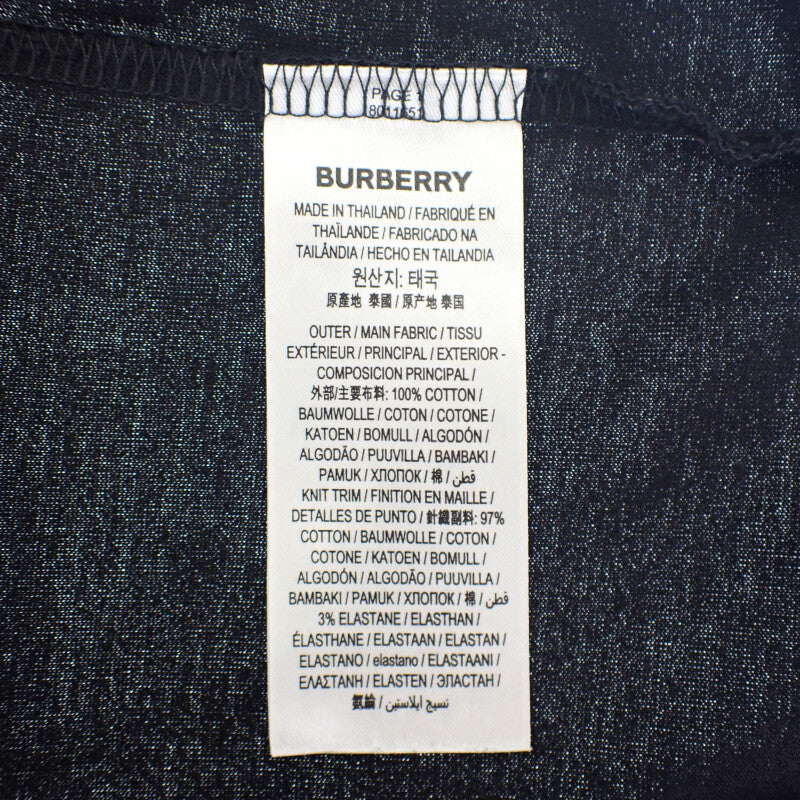 PAGE 1
8011651
BURBERRY
MADE IN THAILAND / FABRIQUÉ EN
THAÏLANDE / FABRICADO NA
TAILÂNDIA / HECHO EN TAILANDIA
원산지: 태국
原產地 泰國 / 原产地 泰国
OUTER / MAIN FABRIC / TISSU
EXTÉRIEUR / PRINCIPAL / EXTERIOR -
COMPOSICION PRINCIPAL /
外部/主要布料: 100% COTTON /
BAUMWOLLE / COTON / COTONE /
KATOEN / BOMULL / ALGODÓN /
ALGODÃO / PUUVILLA / BAMBAKI /
PAMUK / ХЛОПОК / 棉 / قطن
KNIT TRIM / FINITION EN MAILLE /
DETALLES DE PUNTO / 針織副料: 97%
COTTON / BAUMWOLLE / COTON /
COTONE / KATOEN / BOMULL /
ALGODÓN / ALGODÃO / PUUVILLA /
BAMBAKI / PAMUK / ХЛОПОК / 棉 / قطن
3% ELASTANE / ELASTHAN /
ÉLASTHANE / ELASTAAN / ELASTAN /
ELASTANO / elastano / ELASTAANI /
ΕΛΑΣΤΑΝΗ / ELASTEN / ЭЛАСТАН /
氨綸 / نسيج ايلاستين